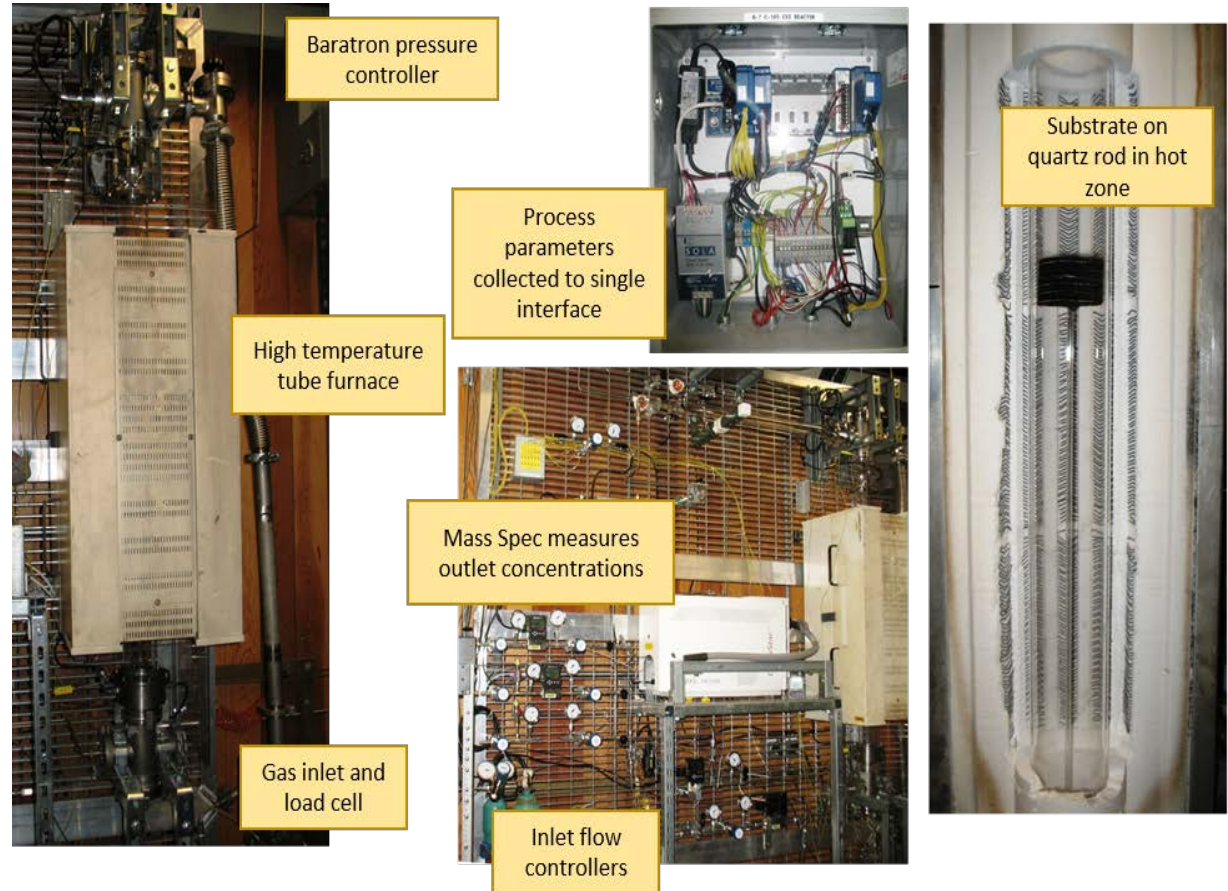 Baratron pressure
controller
High temperature
tube furnace
Gas inlet and
load cell
Process
parameters
collected to single
interface
SOLA
Mass Spec measures
outlet concentrations
Inlet flow
controllers
Substrate on
quartz rod in hot
zone